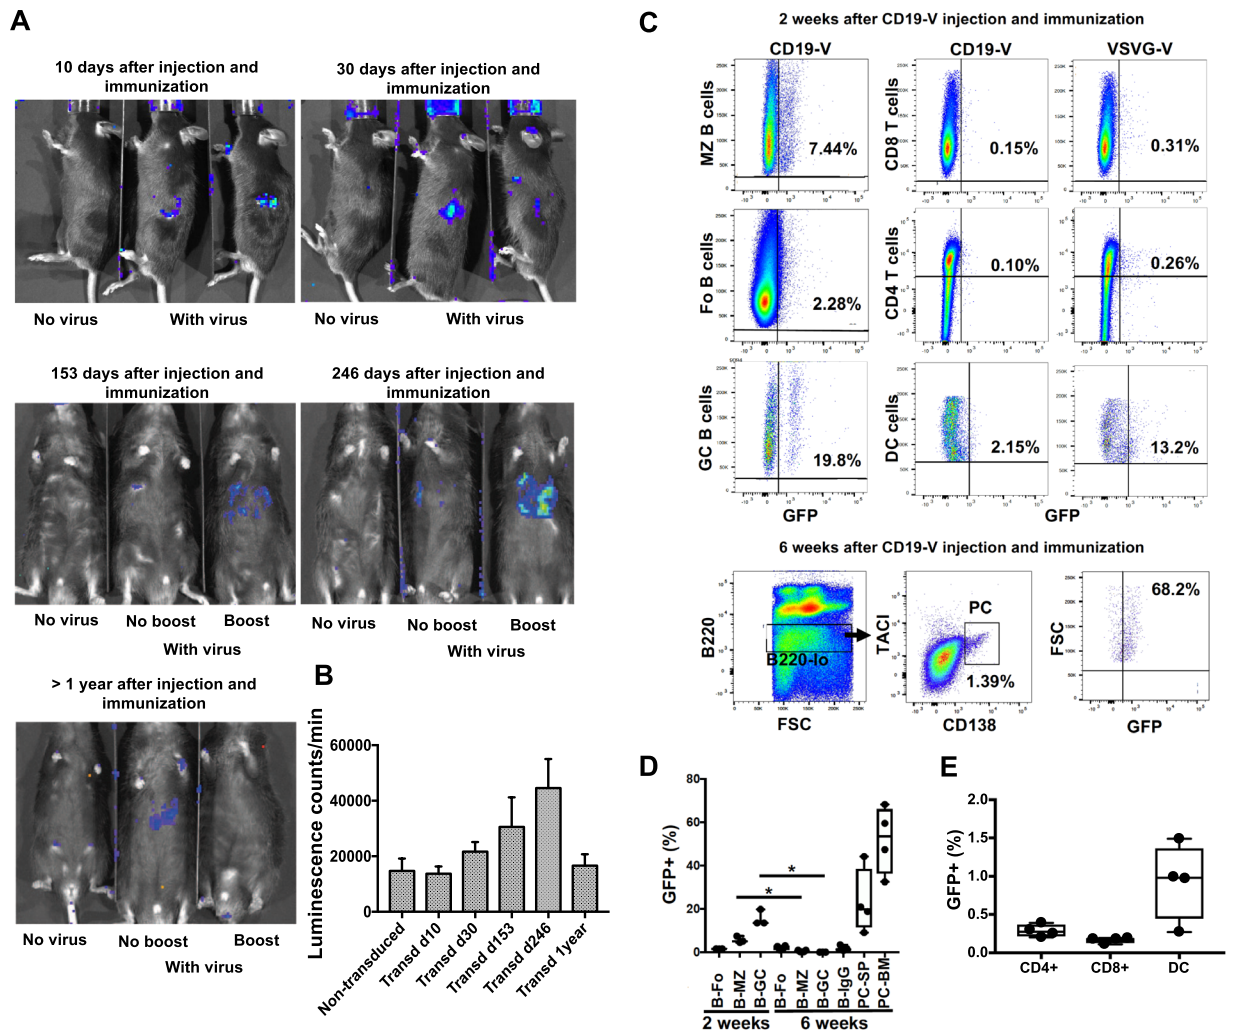 A
10 days after injection and
immunization
30 days after injection and
immunization
No virus
With virus
No virus
With virus
153 days after injection and
immunization
246 days after injection and
immunization
No virus
No boost
Boost
With virus
No virus
No boost
Boost
With virus
> 1 year after injection and
immunization
No virus
No boost
Boost
With virus
B
Luminescence counts/min
60000
40000
20000
0
Non-transduced
Transd d10
Transd d30
Transd d153
Transd d246
Transd 1year
C
2 weeks after CD19-V injection and immunization
CD19-V
CD19-V
VSVG-V
MZ B cells
7.44%
CD8 T cells
0.15%
0.31%
Fo B cells
2.28%
CD4 T cells
0.10%
0.26%
GC B cells
19.8%
DC cells
2.15%
13.2%
GFP
GFP
6 weeks after CD19-V injection and immunization
B220
B220-lo
FSC
TACI
PC
1.39%
CD138
FSC
68.2%
GFP
D
GFP+ (%)
80
60
40
20
0
*
*
B-Fo
B-MZ
B-GC
B-Fo
B-MZ
B-GC
B-IgG
PC-SP
PC-BM
2 weeks
6 weeks
E
GFP+ (%)
2.0
1.5
1.0
0.5
0.0
CD4+
CD8+
DC